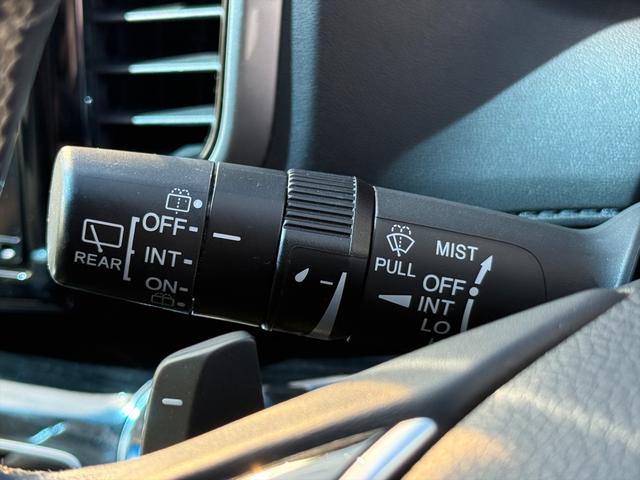 OFF
INT
REAR
ON
PULL
MIST
OFF
INT
LO